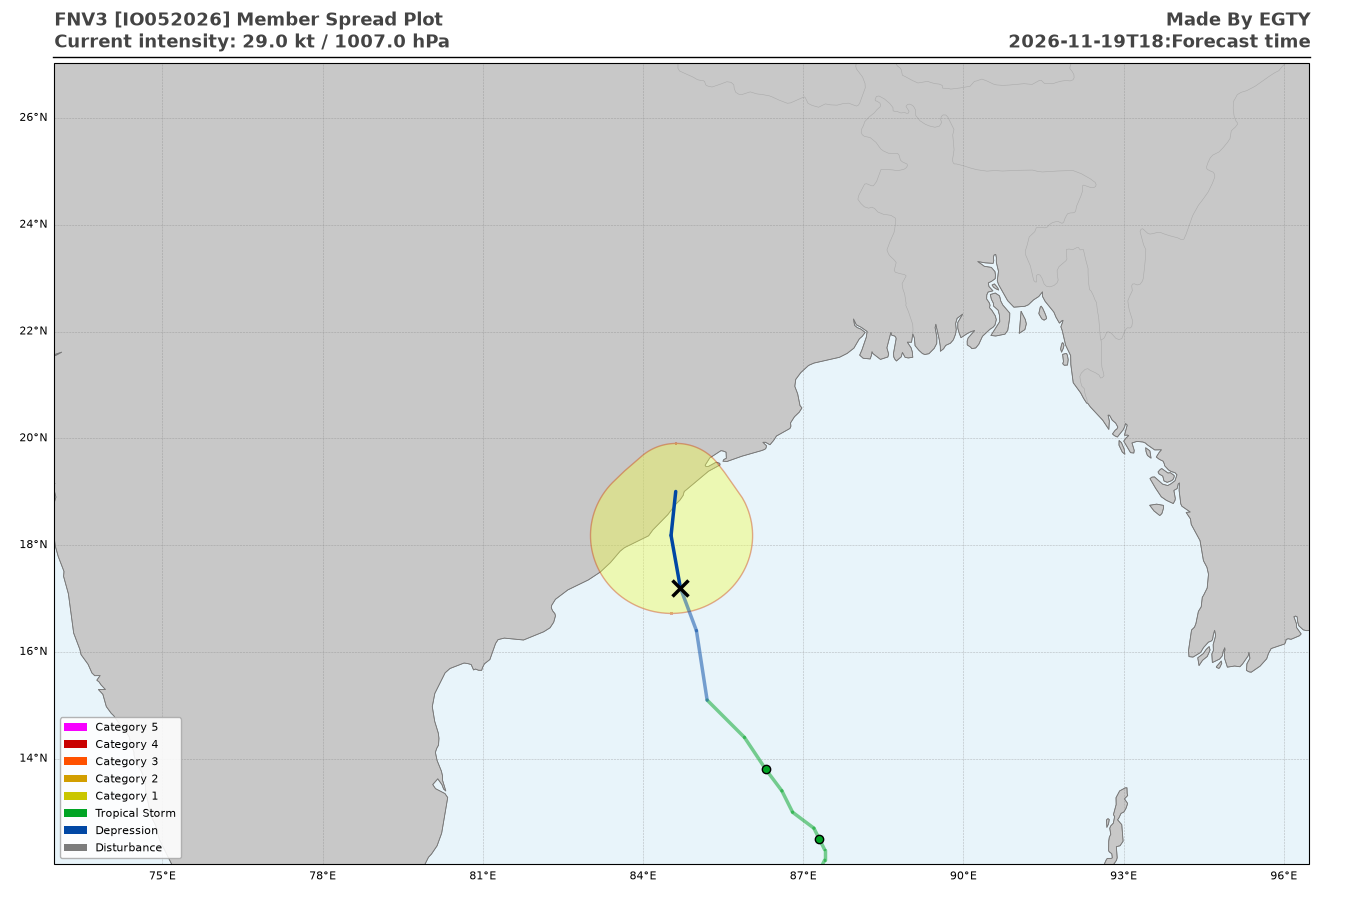 FNV3 [IO052026] Member Spread Plot
Made By EGTY
Current intensity: 29.0 kt / 1007.0 hPa
2026-11-19T18:Forecast time
26°N
24°N
22°N
20°N
18°N
16°N
14°N
Category 5
Category 4
Category 3
Category 2
Category 1
Tropical Storm
Depression
Disturbance
75°E
78°E
81°E
84°E
87°E
90°E
93°E
96°E